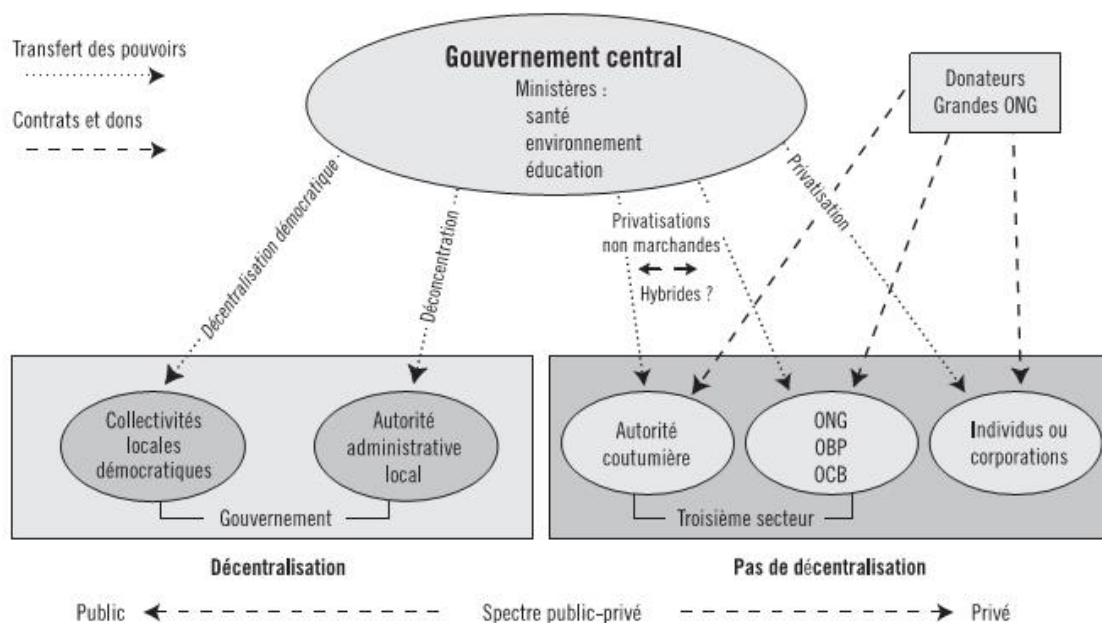 Transfert des pouvoirs
Contrats et dons
Gouvernement central
Ministères :
santé
environnement
éducation
Donateurs
Grandes ONG
Décentralisation démocratique
Déconcentration
Privatisations
non marchandes
Hybrides ?
Privatisation
Collectivités
locales
démocratiques
Autorité
administrative
local
Gouvernement
Autorité
coutumière
ONG
OBP
OCB
Individus ou
corporations
Troisième secteur
Décentralisation
Pas de décentralisation
Public
Spectre public-privé
Privé